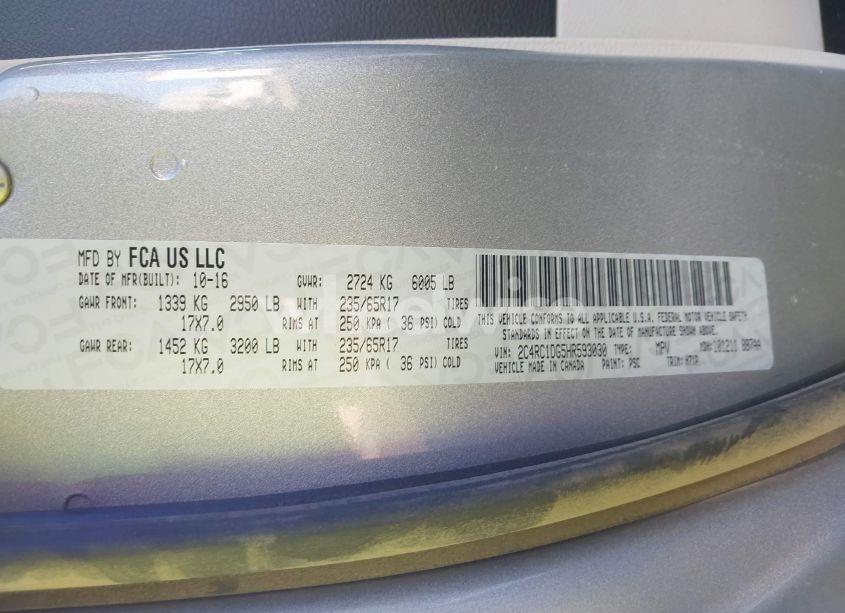 MFD BY FCA US LLC
DATE OF MFR(BUILT): 10-16 GVWR: 2724 KG 6005 LB
GAWR FRONT: 1339 KG 2950 LB WITH 235/65R17 TIRES
17X7.0 RIMS AT 250 KPA ( 36 PSI) COLD
GAWR REAR: 1452 KG 3200 LB WITH 235/65R17 TIRES
17X7.0 RIMS AT 250 KPA ( 36 PSI) COLD
THIS VEHICLE CONFORMS TO ALL APPLICABLE U.S.A. FEDERAL MOTOR VEHICLE SAFETY
STANDARDS IN EFFECT ON THE DATE OF MANUFACTURE SHOWN ABOVE.
VIN: 2C4RC1DG5HR593030 TYPE: MPV MDH:101211 BB7AA
VEHICLE MADE IN CANADA PAINT: PSC TRIM: